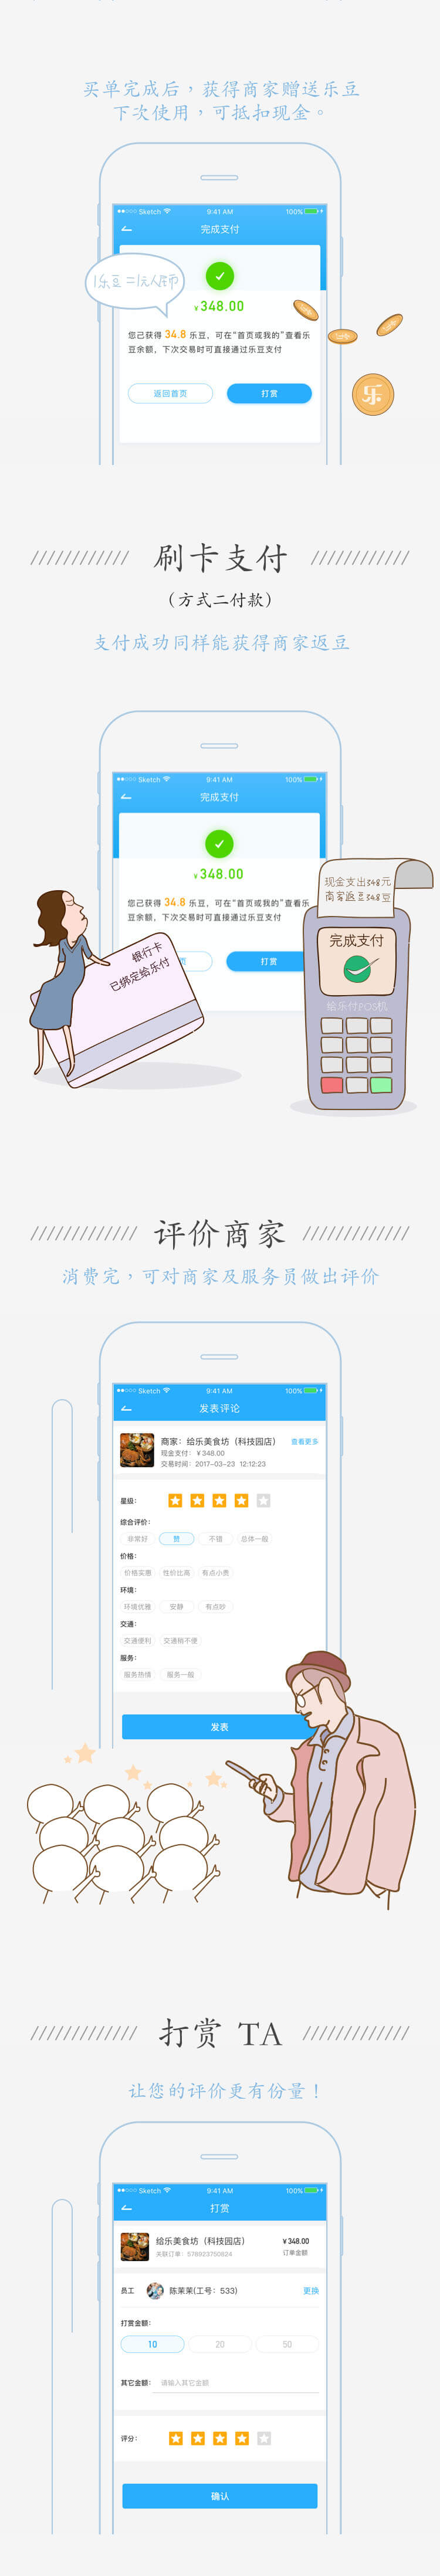 买单完成后，获得商家赠送乐豆
下次使用，可抵扣现金。
Sketch 9:41 AM 100%
完成支付
1乐豆=1元人民币
¥348.00
您已获得 34.8 乐豆，可在“首页或我的”查看乐
豆余额，下次交易时可直接通过乐豆支付
返回首页 打赏
乐
刷卡支付
（方式二付款）
支付成功同样能获得商家返豆
Sketch 9:41 AM 100%
完成支付
¥348.00
您已获得 34.8 乐豆，可在“首页或我的”查看乐
豆余额，下次交易时可直接通过乐豆支付
页 打赏
银行卡
已绑定给乐付
现金支出348元
商家返豆34.8豆
完成支付
给乐付POS机
评价商家
消费完，可对商家及服务员做出评价
Sketch 9:41 AM 100%
发表评论
商家：给乐美食坊（科技园店） 查看更多
现金支付：¥348.00
交易时间：2017-03-23 12:12:23
星级：
综合评价：
非常好 赞 不错 总体一般
价格：
价格实惠 性价比高 有点小贵
环境：
环境优雅 安静 有点吵
交通：
交通便利 交通稍不便
服务：
服务热情 服务一般
发表
打赏 TA
让您的评价更有份量！
Sketch 9:41 AM 100%
打赏
给乐美食坊（科技园店） ¥348.00
关联订单：578923750824 订单金额
员工 陈茉茉(工号：533) 更换
打赏金额：
10 20 50
其它金额： 请输入其它金额
评分：
确认